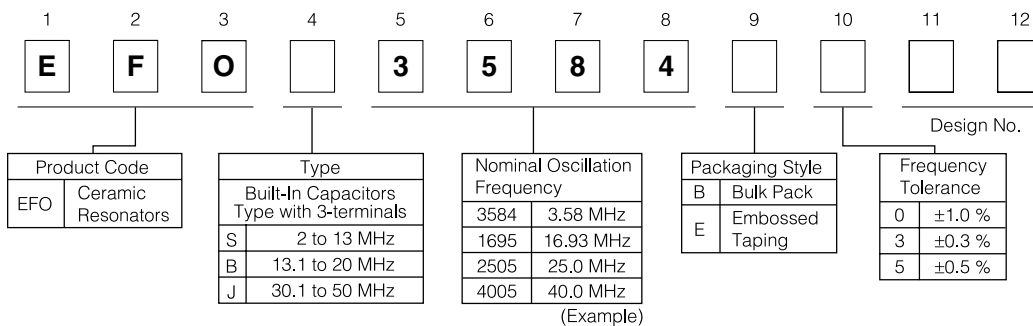 1 2 3 4 5 6 7 8 9 10 11 12
E F O 3 5 8 4
Design No.
Product Code
EFO Ceramic Resonators
Type
Built-In Capacitors
Type with 3-terminals
S 2 to 13 MHz
B 13.1 to 20 MHz
J 30.1 to 50 MHz
Nominal Oscillation
Frequency
3584 3.58 MHz
1695 16.93 MHz
2505 25.0 MHz
4005 40.0 MHz
(Example)
Packaging Style
B Bulk Pack
E Embossed Taping
Frequency
Tolerance
0 ±1.0 %
3 ±0.3 %
5 ±0.5 %